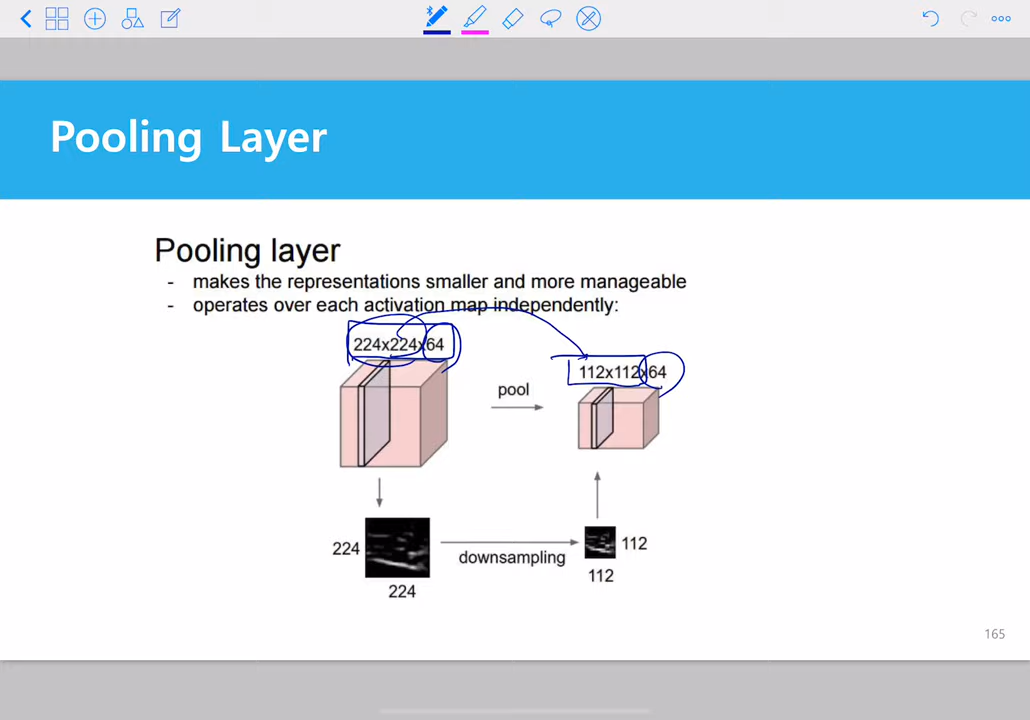 Pooling Layer
Pooling layer
- makes the representations smaller and more manageable
- operates over each activation map independently:
224x224x64
112x112x64
pool
224
downsampling
112
224
112
165